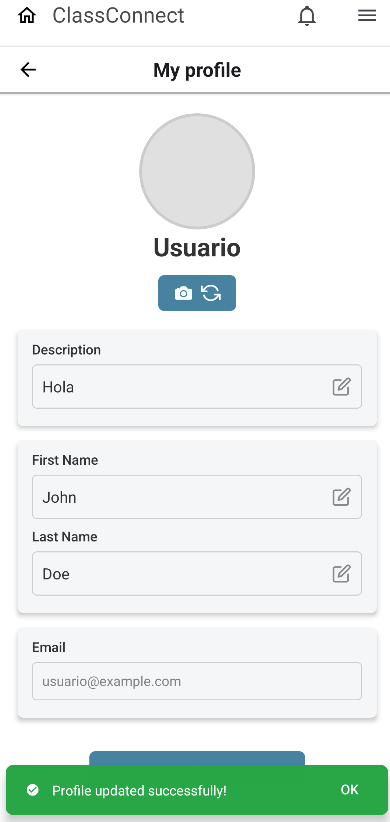 ClassConnect
My profile
Usuario
Description
Hola
First Name
John
Last Name
Doe
Email
usuario@example.com
Profile updated successfully! OK